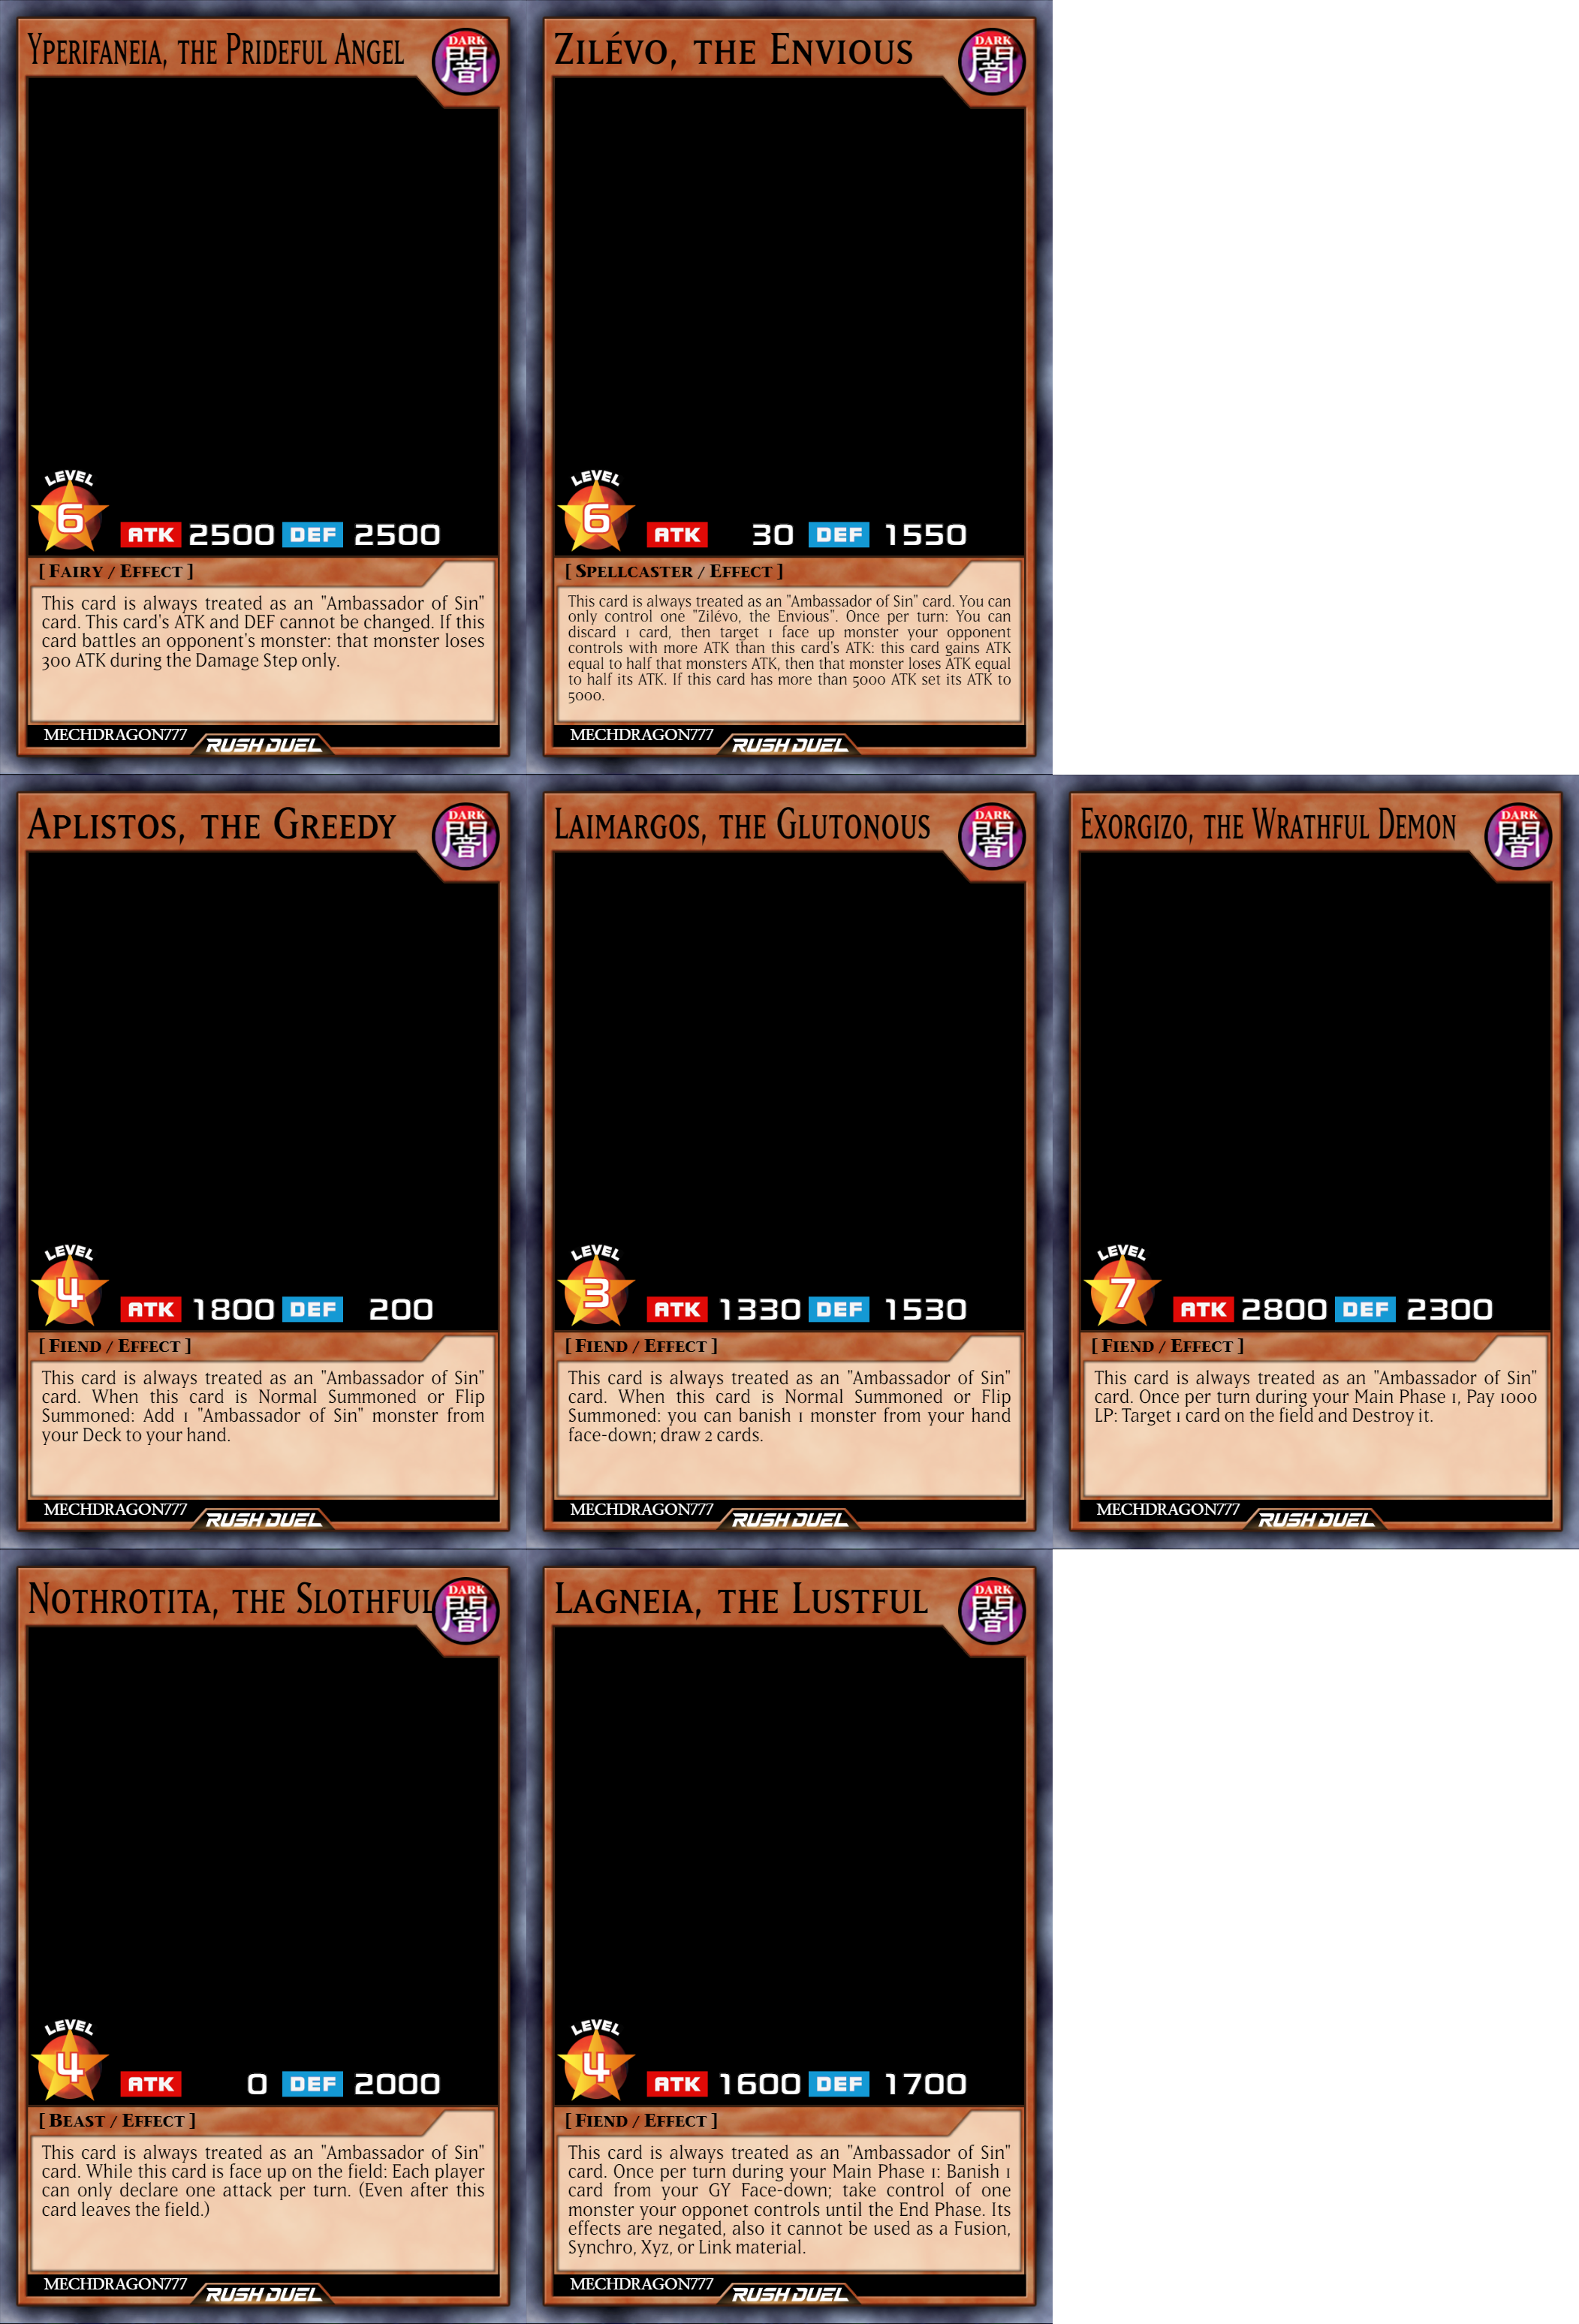 Yperifaneia, the Prideful Angel
DARK
闇
LEVEL
6
ATK 2500 DEF 2500
[ Fairy / Effect ]
This card is always treated as an "Ambassador of Sin"
card. This card's ATK and DEF cannot be changed. If this
card battles an opponent's monster: that monster loses
300 ATK during the Damage Step only.
MECHDRAGON777
RUSH DUEL
Zilévo, the Envious
DARK
闇
LEVEL
6
ATK 30 DEF 1550
[ Spellcaster / Effect ]
This card is always treated as an "Ambassador of Sin" card. You can
only control one "Zilévo, the Envious". Once per turn: You can
discard 1 card, then target 1 face up monster your opponent
controls with more ATK than this card's ATK: this card gains ATK
equal to half that monsters ATK, then that monster loses ATK equal
to half its ATK. If this card has more than 5000 ATK set its ATK to
5000.
MECHDRAGON777
RUSH DUEL
Aplistos, the Greedy
DARK
闇
LEVEL
4
ATK 1800 DEF 200
[ Fiend / Effect ]
This card is always treated as an "Ambassador of Sin"
card. When this card is Normal Summoned or Flip
Summoned: Add 1 "Ambassador of Sin" monster from
your Deck to your hand.
MECHDRAGON777
RUSH DUEL
Laimargos, the Glutonous
DARK
闇
LEVEL
3
ATK 1330 DEF 1530
[ Fiend / Effect ]
This card is always treated as an "Ambassador of Sin"
card. When this card is Normal Summoned or Flip
Summoned: you can banish 1 monster from your hand
face-down; draw 2 cards.
MECHDRAGON777
RUSH DUEL
Exorgizo, the Wrathful Demon
DARK
闇
LEVEL
7
ATK 2800 DEF 2300
[ Fiend / Effect ]
This card is always treated as an "Ambassador of Sin"
card. Once per turn during your Main Phase 1, Pay 1000
LP: Target 1 card on the field and Destroy it.
MECHDRAGON777
RUSH DUEL
Nothrotita, the Slothful
DARK
闇
LEVEL
4
ATK 0 DEF 2000
[ Beast / Effect ]
This card is always treated as an "Ambassador of Sin"
card. While this card is face up on the field: Each player
can only declare one attack per turn. (Even after this
card leaves the field.)
MECHDRAGON777
RUSH DUEL
Lagneia, the Lustful
DARK
闇
LEVEL
4
ATK 1600 DEF 1700
[ Fiend / Effect ]
This card is always treated as an "Ambassador of Sin"
card. Once per turn during your Main Phase 1: Banish 1
card from your GY Face-down; take control of one
monster your opponet controls until the End Phase. Its
effects are negated, also it cannot be used as a Fusion,
Synchro, Xyz, or Link material.
MECHDRAGON777
RUSH DUEL